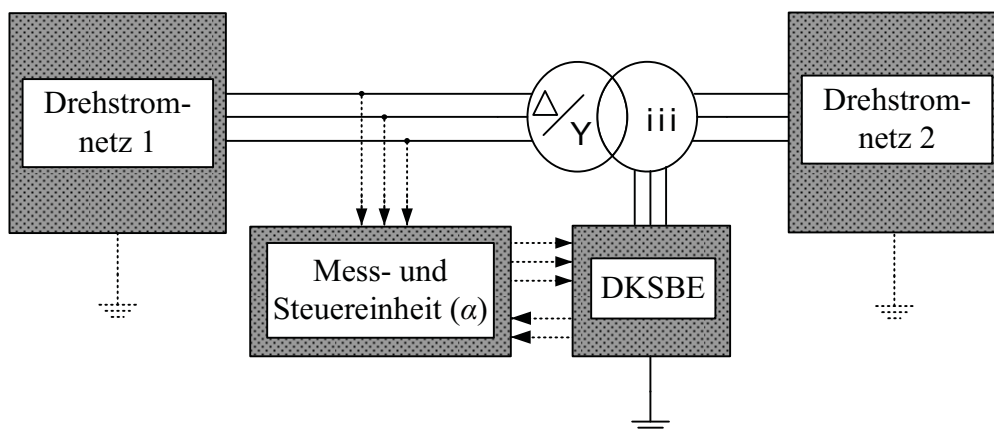 Drehstrom-
netz 1
Δ/Y
iii
Drehstrom-
netz 2
Mess- und
Steuereinheit (α)
DKSBE